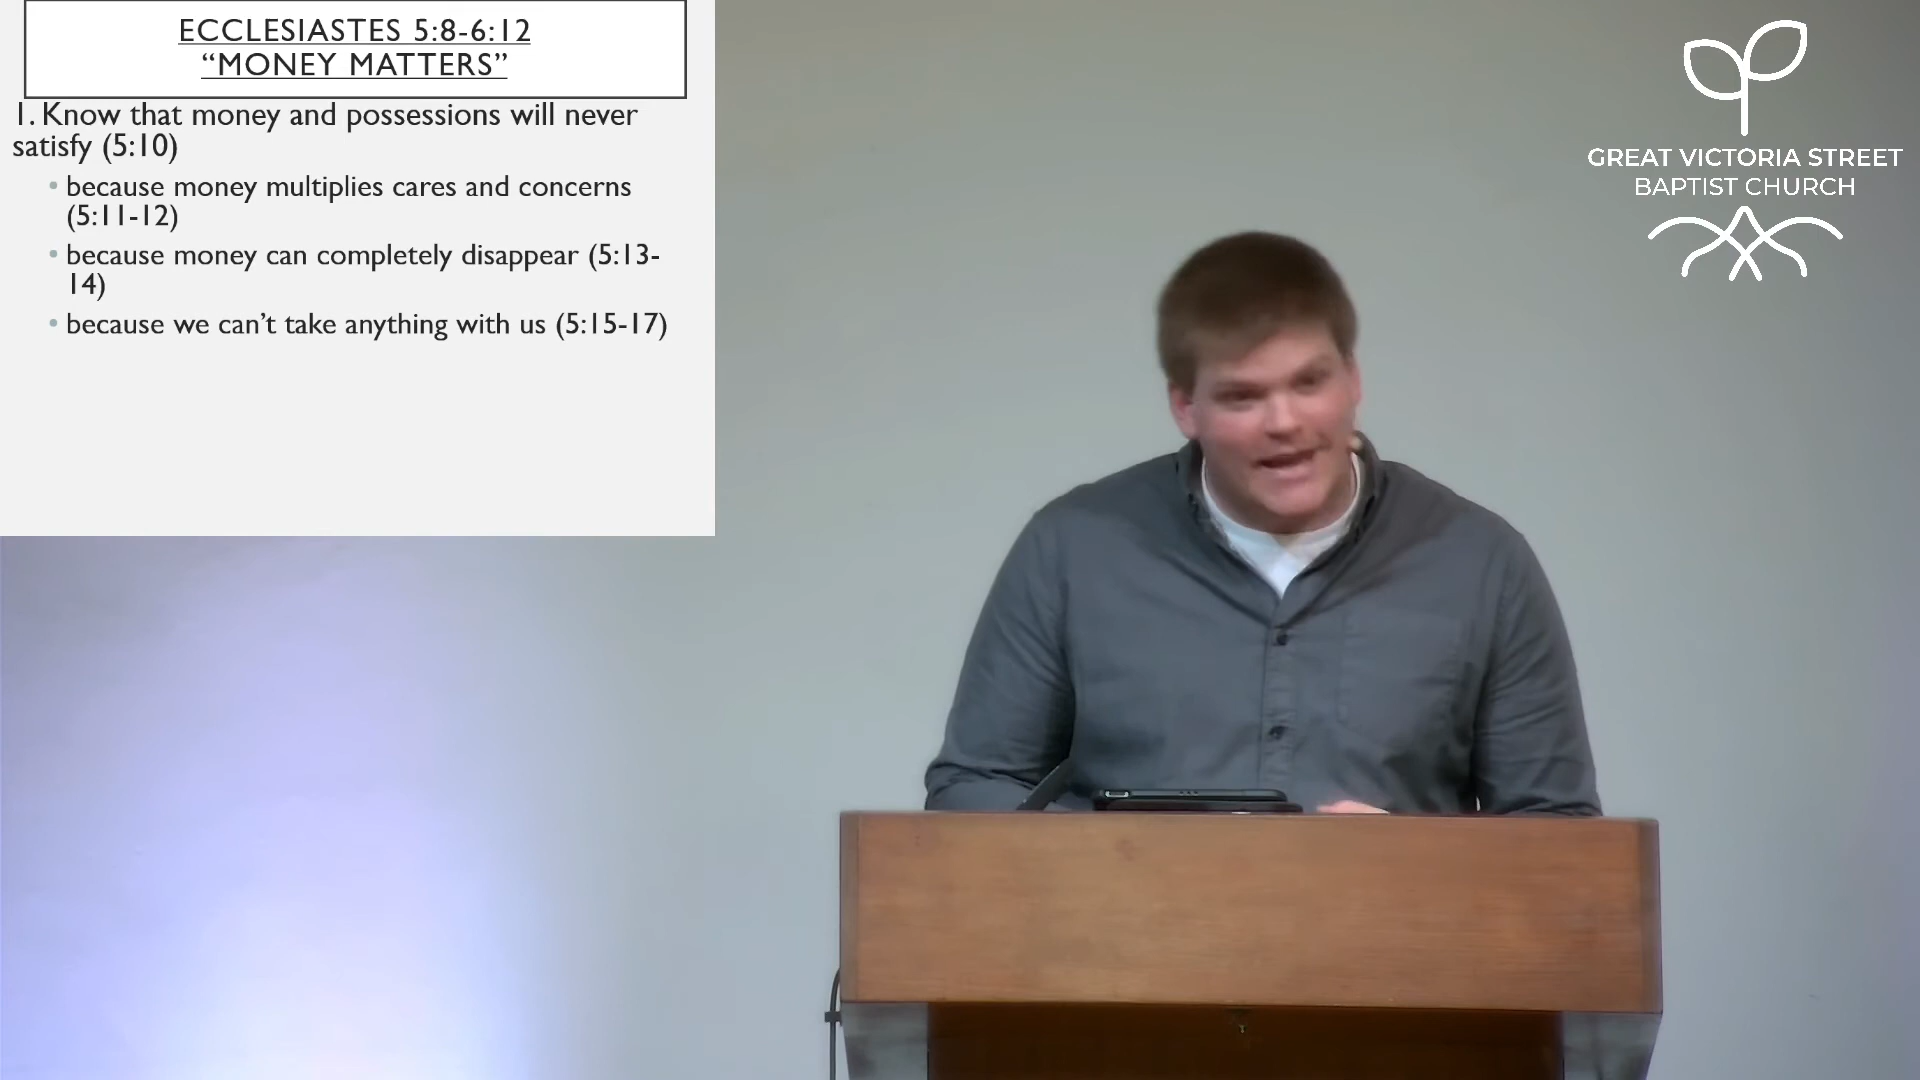 ECCLESIASTES 5:8-6:12
“MONEY MATTERS”
1. Know that money and possessions will never
satisfy (5:10)
• because money multiplies cares and concerns
(5:11-12)
• because money can completely disappear (5:13-
14)
• because we can’t take anything with us (5:15-17)
GREAT VICTORIA STREET
BAPTIST CHURCH